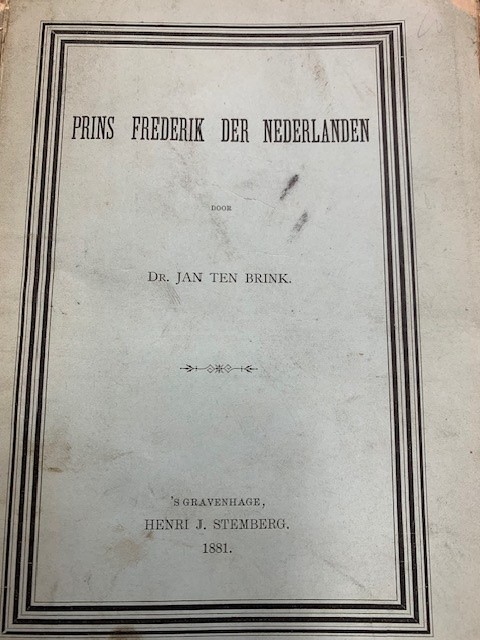 PRINS FREDERIK DER NEDERLANDEN
DOOR
DR. JAN TEN BRINK.
'S GRAVENHAGE,
HENRI J. STEMBERG.
1881.